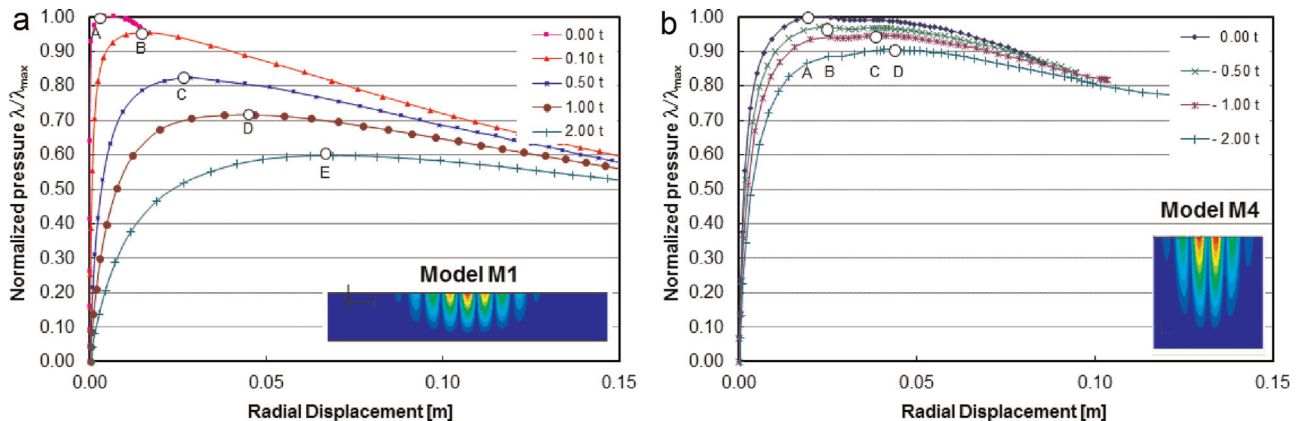 a
Normalized pressure λ/λmax
1.00
0.90
0.80
0.70
0.60
0.50
0.40
0.30
0.20
0.10
0.00
0.00
0.05
0.10
0.15
Radial Displacement [m]
A
B
C
D
E
0.00 t
0.10 t
0.50 t
1.00 t
2.00 t
Model M1
b
Normalized pressure λ/λmax
1.00
0.90
0.80
0.70
0.60
0.50
0.40
0.30
0.20
0.10
0.00
0.00
0.05
0.10
0.15
Radial Displacement [m]
A
B
C
D
0.00 t
- 0.50 t
- 1.00 t
- 2.00 t
Model M4